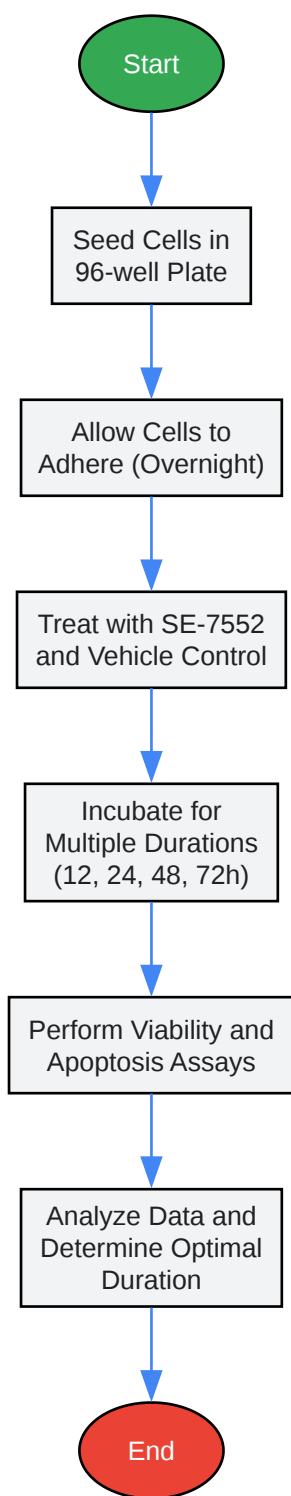 Start
Seed Cells in
96-well Plate
Allow Cells to
Adhere (Overnight)
Treat with SE-7552
and Vehicle Control
Incubate for
Multiple Durations
(12, 24, 48, 72h)
Perform Viability and
Apoptosis Assays
Analyze Data and
Determine Optimal
Duration
End